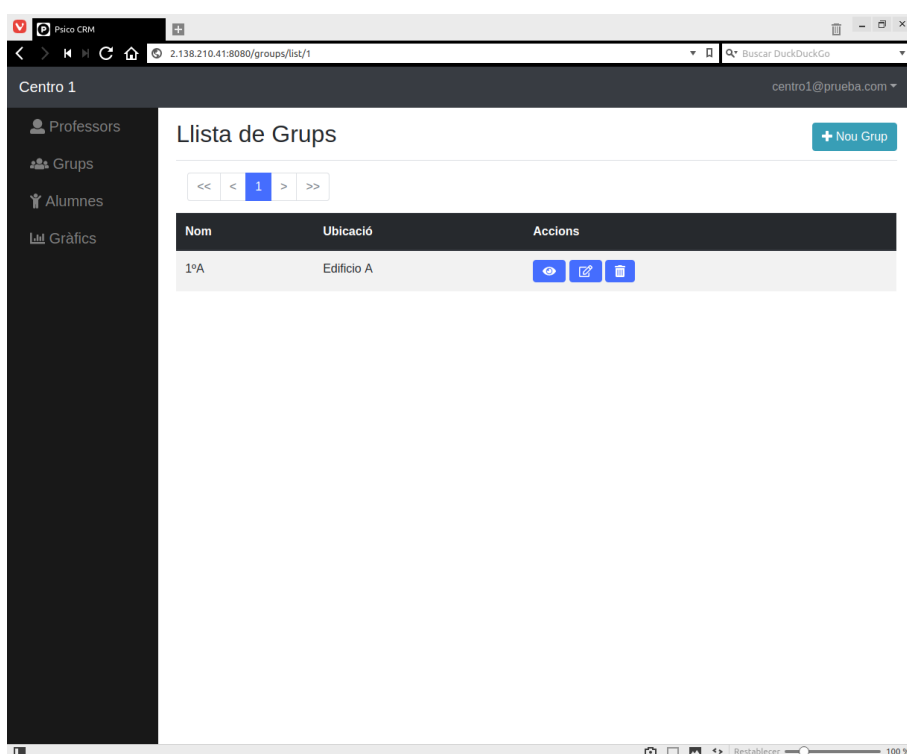 Psico CRM
2.138.210.41:8080/groups/list/1
Buscar DuckDuckGo
Centro 1
centro1@prueba.com
Professors
Grups
Alumnes
Gràfics
Llista de Grups
Nou Grup
<< < 1 > >>
Nom Ubicació Accions
1ºA Edificio A
Restablecer 100 %